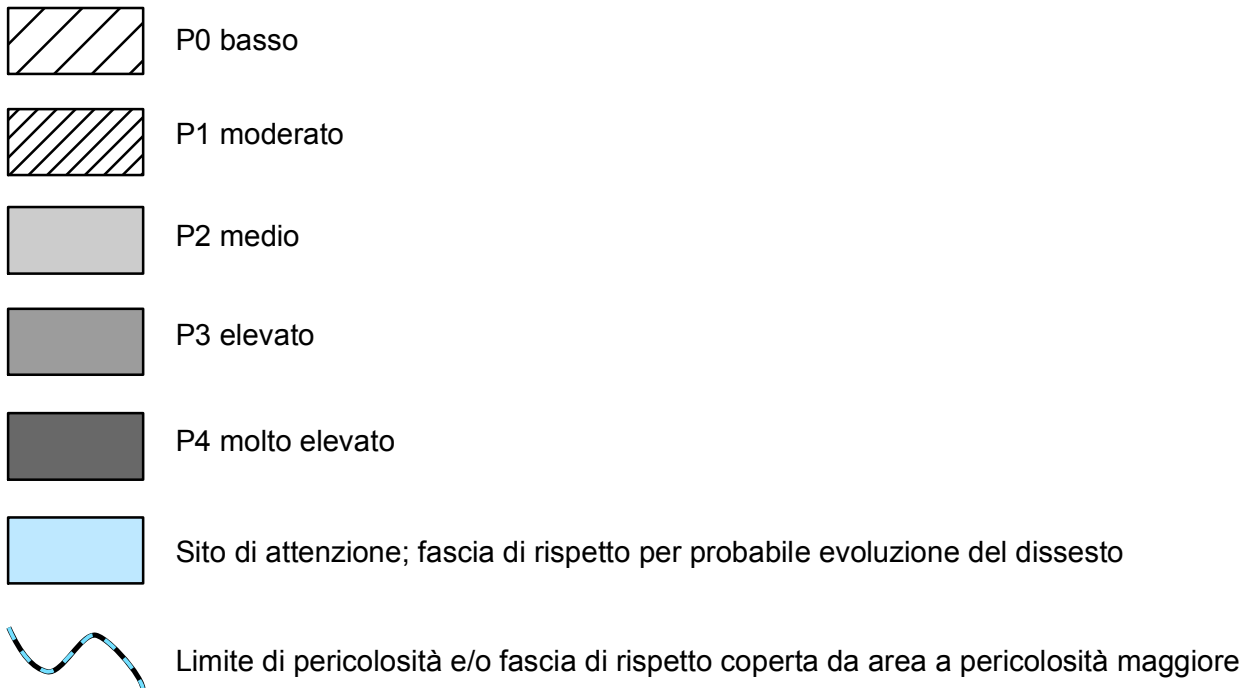 P0 basso
P1 moderato
P2 medio
P3 elevato
P4 molto elevato
Sito di attenzione; fascia di rispetto per probabile evoluzione del dissesto
Limite di pericolosità e/o fascia di rispetto coperta da area a pericolosità maggiore